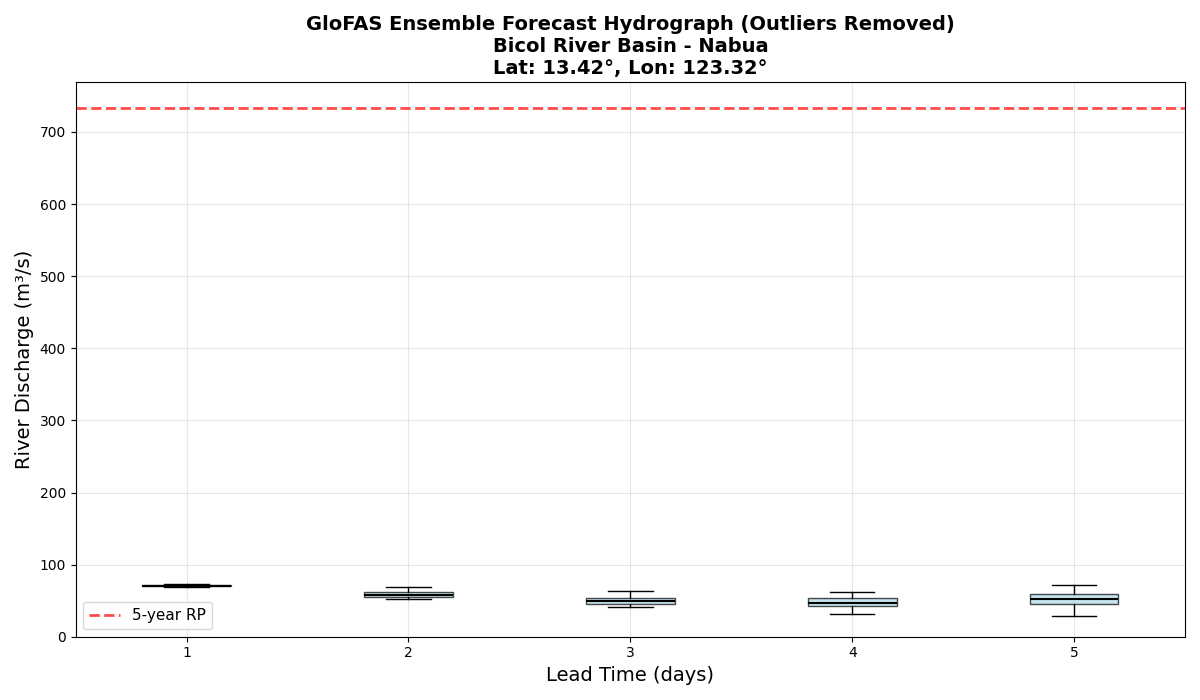 GloFAS Ensemble Forecast Hydrograph (Outliers Removed)
Bicol River Basin - Nabua
Lat: 13.42°, Lon: 123.32°
River Discharge (m³/s)
700
600
500
400
300
200
100
0
5-year RP
1
2
3
4
5
Lead Time (days)